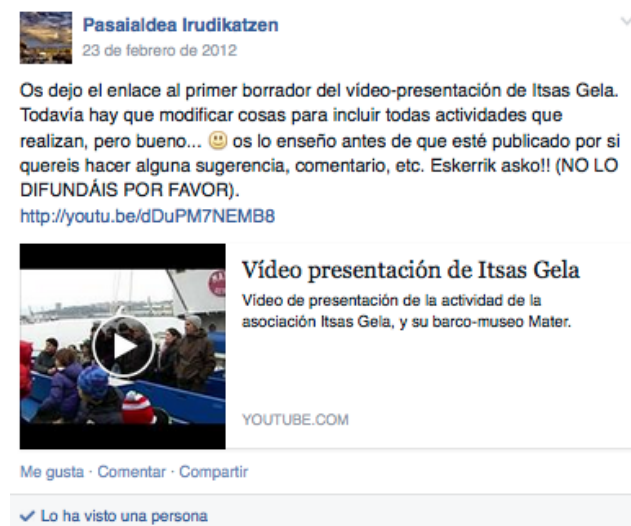 Pasaialdea Irudikatzen
23 de febrero de 2012
Os dejo el enlace al primer borrador del vídeo-presentación de Itsas Gela.
Todavía hay que modificar cosas para incluir todas actividades que
realizan, pero bueno... 🙂 os lo enseño antes de que esté publicado por si
quereis hacer alguna sugerencia, comentario, etc. Eskerrik asko!! (NO LO
DIFUNDÁIS POR FAVOR).
http://youtu.be/dDuPM7NEMB8
Vídeo presentación de Itsas Gela
Vídeo de presentación de la actividad de la
asociación Itsas Gela, y su barco-museo Mater.
YOUTUBE.COM
Me gusta · Comentar · Compartir
Lo ha visto una persona